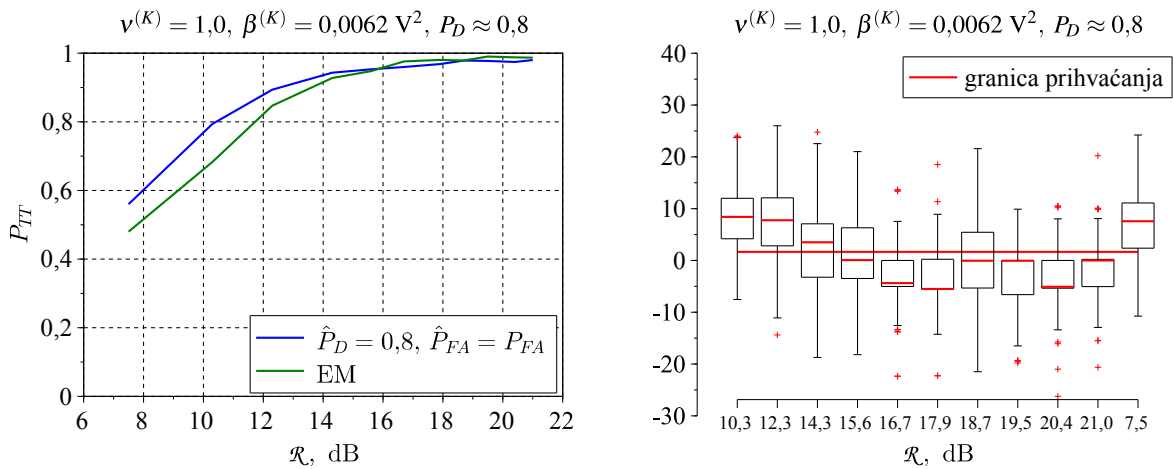 ν^(K) = 1,0, β^(K) = 0,0062 V², P_D ≈ 0,8
1
0,8
0,6
0,4
0,2
0
P_TT
6 8 10 12 14 16 18 20 22
ℛ, dB
P̂_D = 0,8, P̂_FA = P_FA
EM
ν^(K) = 1,0, β^(K) = 0,0062 V², P_D ≈ 0,8
granica prihvaćanja
40
30
20
10
0
-10
-20
-30
10,3 12,3 14,3 15,6 16,7 17,9 18,7 19,5 20,4 21,0 7,5
ℛ, dB